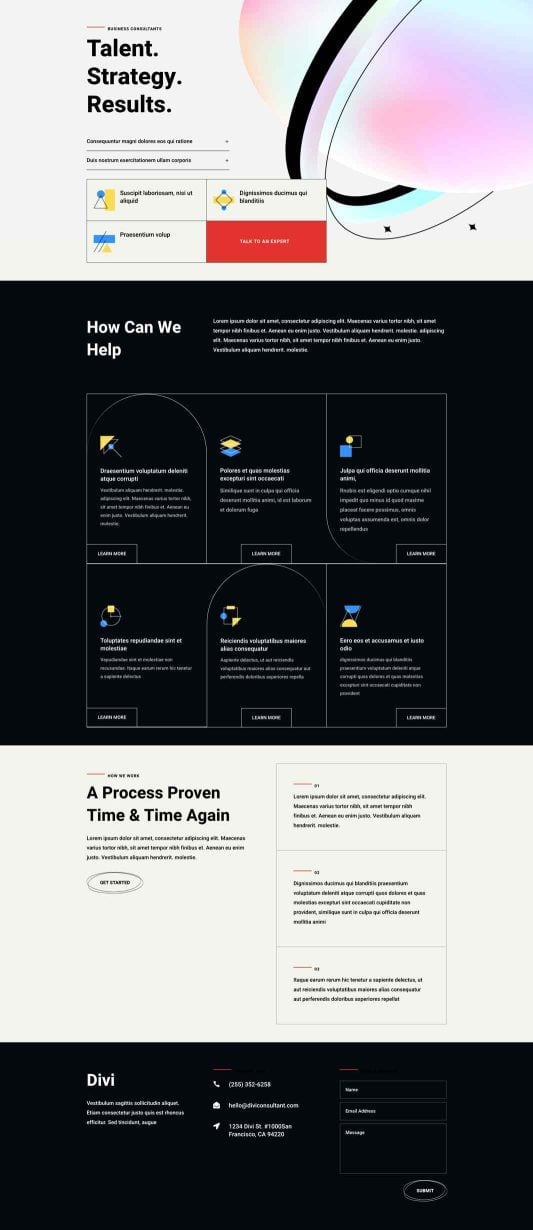 BUSINESS CONSULTANTS
Talent.
Strategy.
Results.
Consequuntur magni dolores eos qui ratione +
Duis nostrum exercitationem ullam corporis +
Suscipit laboriosam, nisi ut
aliquid
Dignissimos ducimus qui
blanditiis
Praesentium volup
TALK TO AN EXPERT
How Can We
Help
Lorem ipsum dolor sit amet, consectetur adipiscing elit. Maecenas varius tortor nibh, sit amet
tempor nibh finibus et. Aenean eu enim justo. Vestibulum aliquam hendrerit. molestie. adipiscing
elit. Maecenas varius tortor nibh, sit amet tempor nibh finibus et. Aenean eu enim justo.
Vestibulum aliquam hendrerit. molestie.
Draesentium voluptatum deleniti
atque corrupti
Vestibulum aliquam hendrerit. molestie.
adipiscing elit. Maecenas varius tortor nibh,
sit amet tempor nibh finibus et. Aenean eu
enim justo. Vestibulum aliquam hendrerit.
molestie.
LEARN MORE
Polores et quas molestias
excepturi sint occaecati
Similique sunt in culpa qui officia
deserunt mollitia animi, id est laborum
et dolorum fuga
LEARN MORE
Julpa qui officia deserunt mollitia
animi,
Rnobis est eligendi optio cumque nihil
impedit quo minus id quod maxime
placeat facere possimus, omnis
voluptas assumenda est, omnis dolor
repellendus
LEARN MORE
Toluptates repudiandae sint et
molestiae
Repudiandae sint et molestiae non
recusandae. Itaque earum rerum hic tenetur
a sapiente delectus
LEARN MORE
Reiciendis voluptatibus maiores
alias consequatur
Aapiente delectus, ut aut reiciendis
voluptatibus maiores alias consequatur aut
perferendis doloribus asperiores repella
LEARN MORE
Eero eos et accusamus et iusto
odio
dignissimos ducimus qui blanditiis
praesentium voluptatum deleniti atque
corrupti quos dolores et quas molestias
excepturi sint occaecati cupiditate non
provident
LEARN MORE
HOW WE WORK
A Process Proven
Time & Time Again
Lorem ipsum dolor sit amet, consectetur adipiscing elit.
Maecenas varius tortor nibh, sit amet tempor nibh
finibus et. Aenean eu enim
justo. Vestibulum aliquam hendrerit. molestie.
GET STARTED
01
Lorem ipsum dolor sit amet, consectetur adipiscing elit.
Maecenas varius tortor nibh, sit amet tempor nibh
finibus et. Aenean eu enim justo. Vestibulum aliquam
hendrerit. molestie.
02
Dignissimos ducimus qui blanditiis praesentium
voluptatum deleniti atque corrupti quos dolores et quas
molestias excepturi sint occaecati cupiditate non
provident, similique sunt in culpa qui officia deserunt
mollitia animi
03
Itaque earum rerum hic tenetur a sapiente delectus, ut
aut reiciendis voluptatibus maiores alias consequatur
aut perferendis doloribus asperiores repellat
Divi
Vestibulum sagittis sollicitudin aliquet.
Etiam consectetur justo quis est rhoncus
efficitur. Sed tincidunt, augue
(255) 352-6258
hello@diviconsultant.com
1234 Divi St. #1000San
Francisco, CA 94220
Name
Email Address
Message
SUBMIT